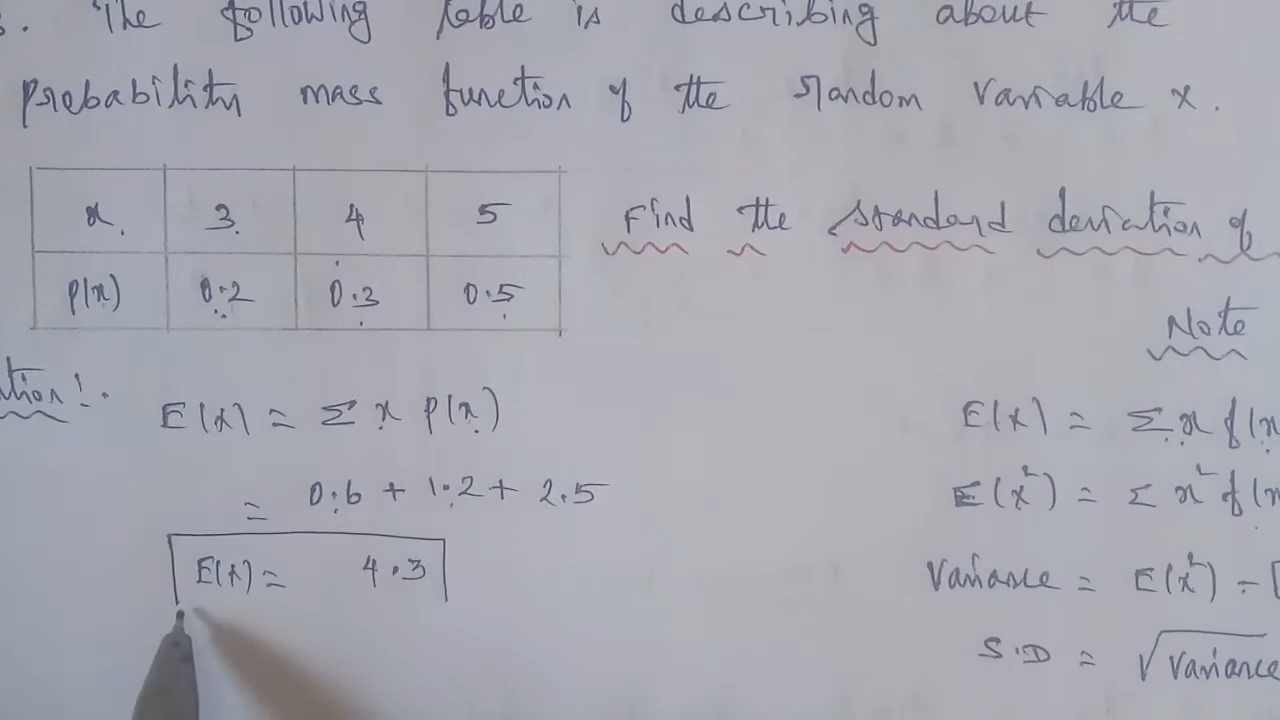 . The following table is describing about the
probability mass function of the random variable x.
x 3 4 5
p(x) 0.2 0.3 0.5
Find the standard deviation of
Note
tion:-
E(x) = Σ x p(x)
= 0.6 + 1.2 + 2.5
E(x) = 4.3
E(x) = Σ x f(x
E(x²) = Σ x² f(x
Variance = E(x²) - [
S.D = √variance